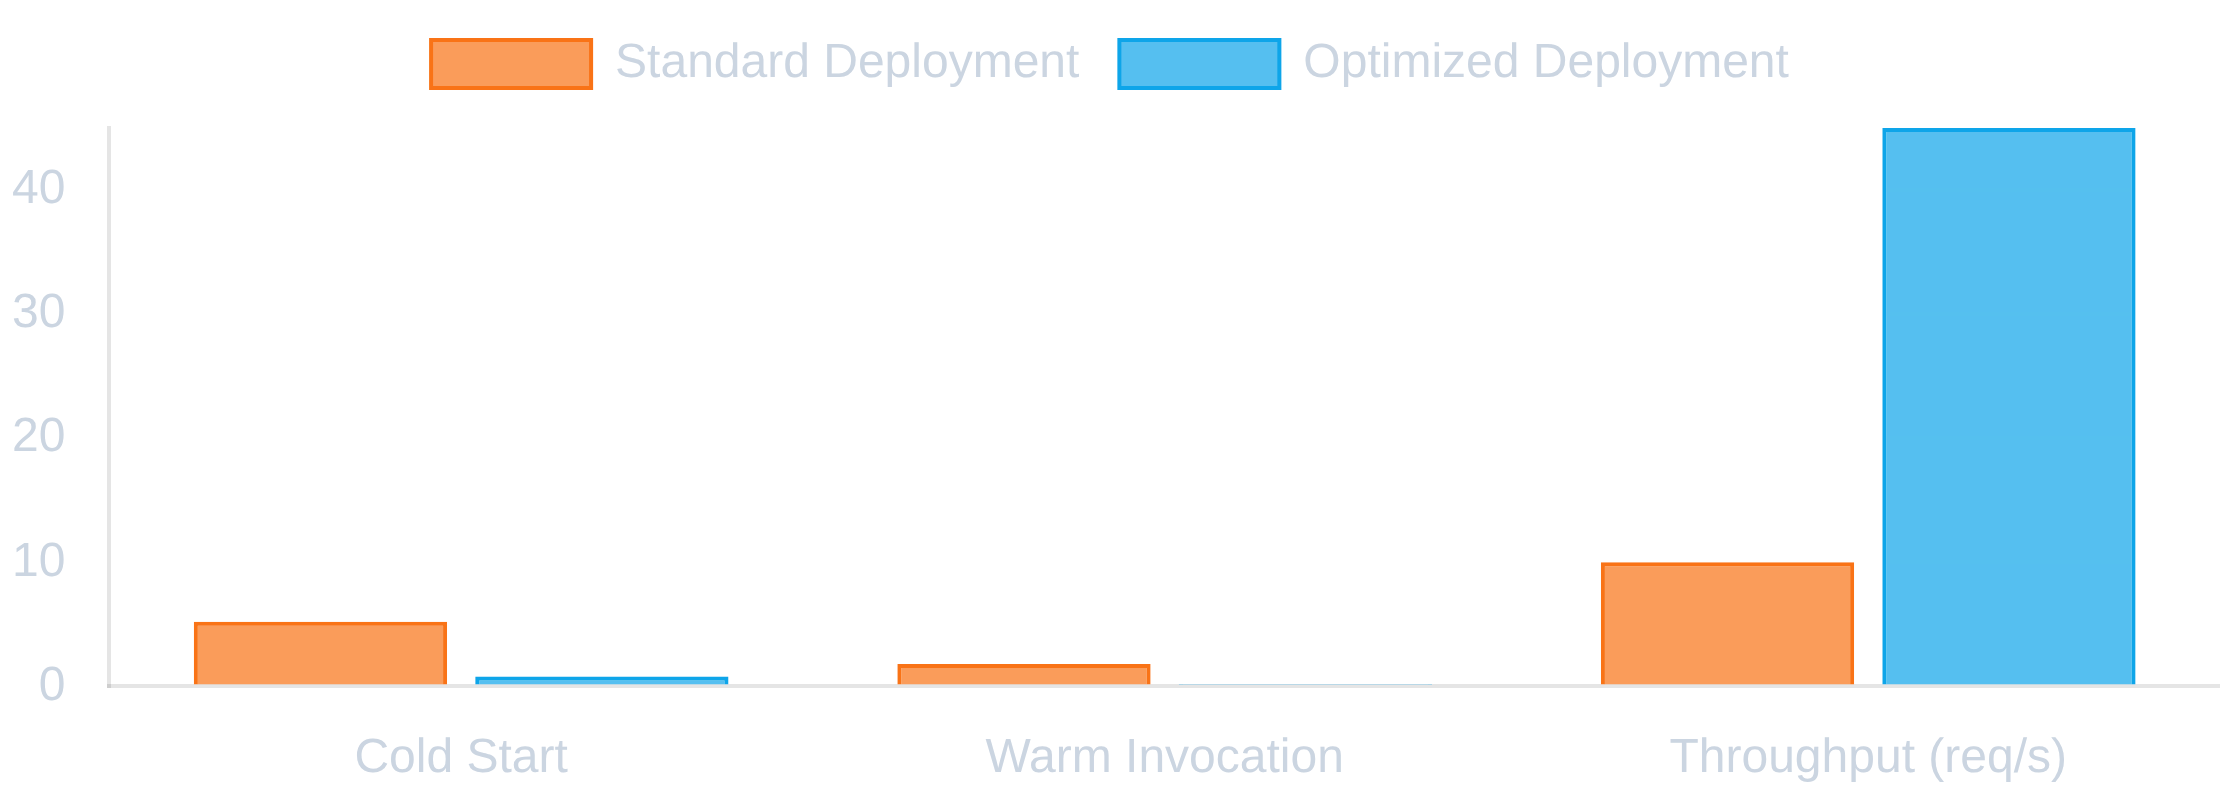 Standard Deployment
Optimized Deployment
40
30
20
10
0
Cold Start
Warm Invocation
Throughput (req/s)